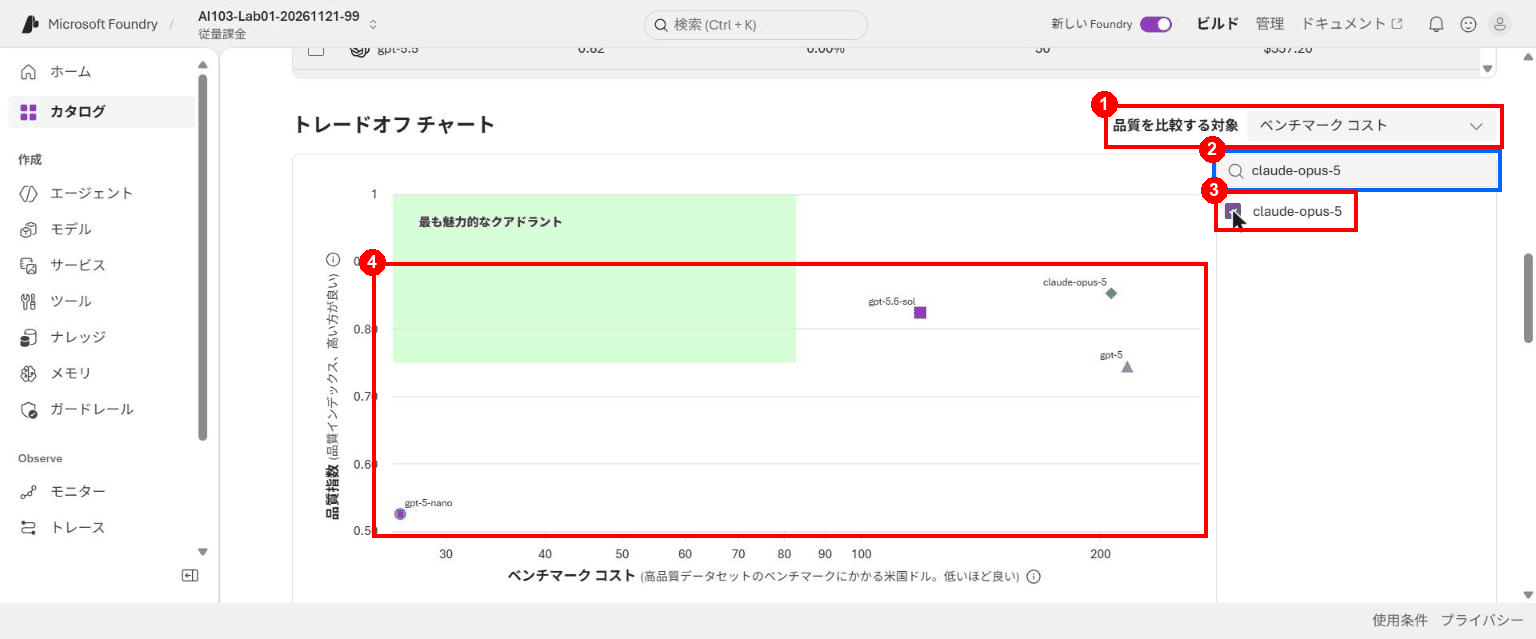 Microsoft Foundry / AI103-Lab01-20261121-99
従量課金
検索 (Ctrl + K)
新しい Foundry ビルド 管理 ドキュメント
ホーム
カタログ
作成
エージェント
モデル
サービス
ツール
ナレッジ
メモリ
ガードレール
Observe
モニター
トレース
gpt-5.5 0.82 0.00% 50 $557.20
トレードオフ チャート
1
品質を比較する対象 ベンチマーク コスト
2
claude-opus-5
3
claude-opus-5
1
最も魅力的なクアドラント
4
0.80
0.70
0.60
0.50
品質指数 (品質インデックス、高い方が良い)
claude-opus-5
gpt-5.6-sol
gpt-5
gpt-5-nano
30 40 50 60 70 80 90 100 200
ベンチマーク コスト (高品質データセットのベンチマークにかかる米国ドル。低いほど良い)
使用条件 プライバシー